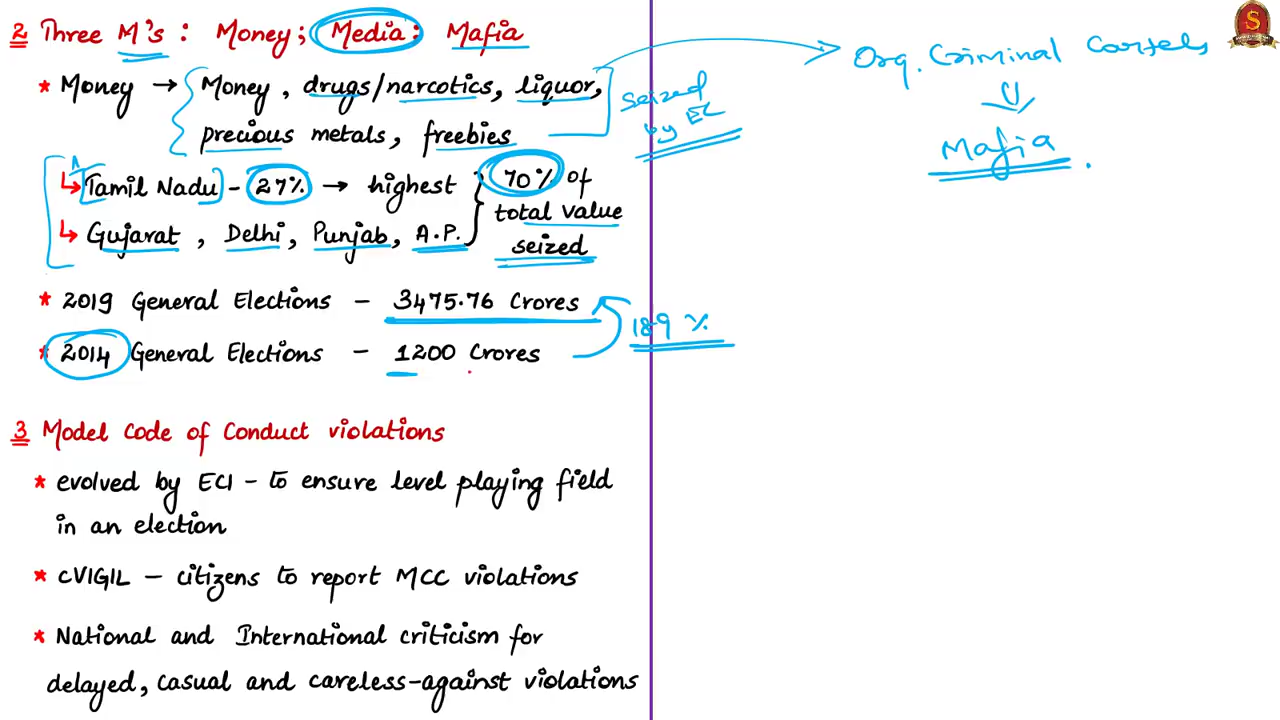 2 Three M's : Money; Media: Mafia
* Money → Money, drugs/narcotics, liquor,
precious metals, freebies
seized
by EC
Org. Criminal Cartels
Mafia.
↳ Tamil Nadu - 27% → highest
↳ Gujarat, Delhi, Punjab, A.P.
70% of
total value
seized
* 2019 General Elections - 3475.76 Crores
* 2014 General Elections - 1200 Crores
189 %
3 Model Code of Conduct violations
* evolved by ECI - to ensure level playing field
in an election
* cVIGIL - citizens to report MCC violations
* National and International criticism for
delayed, casual and careless-against violations